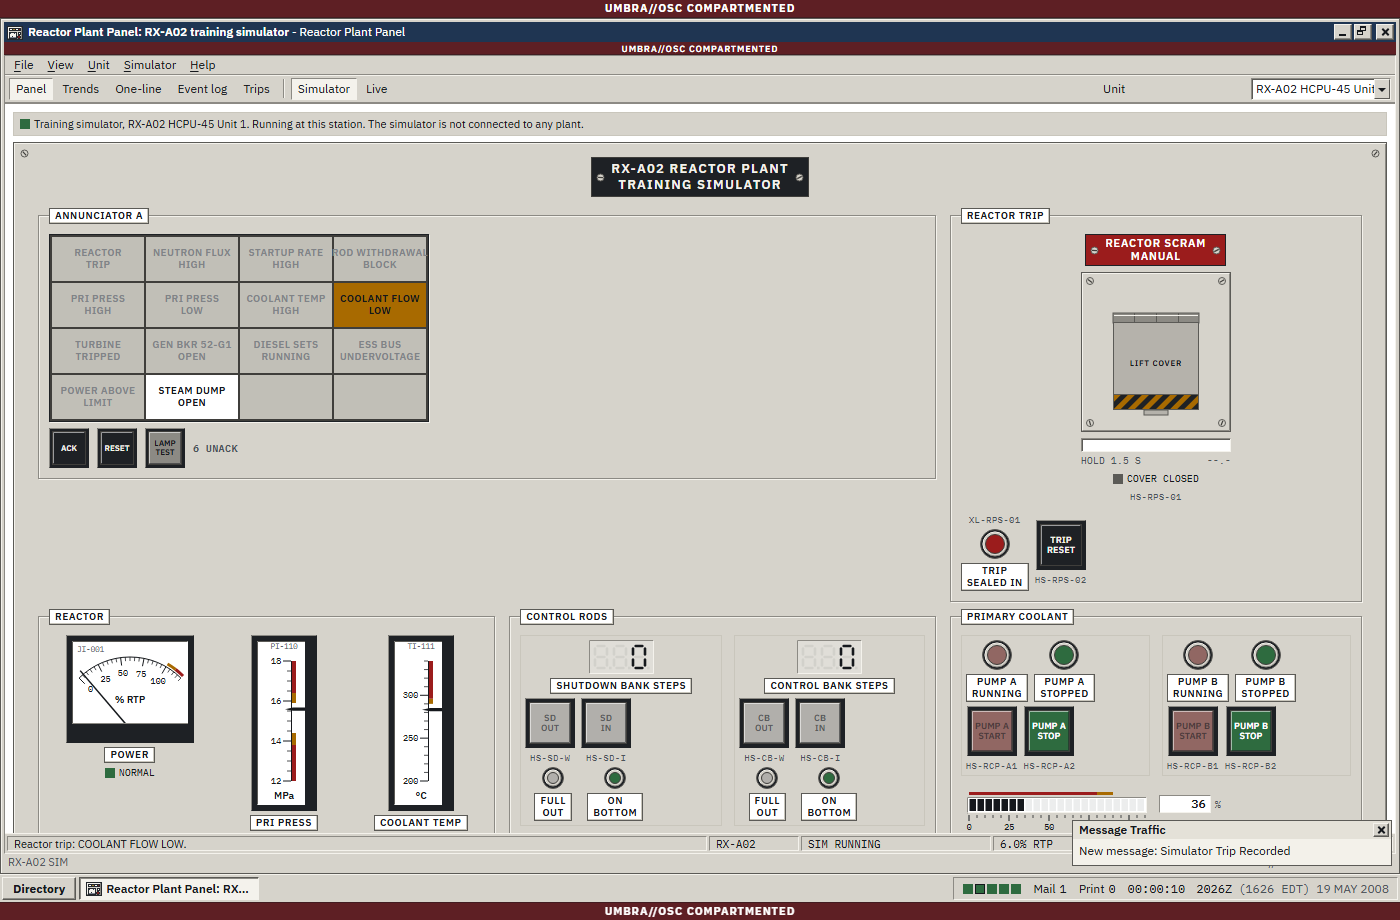 UMBRA//OSC COMPARTMENTED
Reactor Plant Panel: RX-A02 training simulator - Reactor Plant Panel
UMBRA//OSC COMPARTMENTED
File View Unit Simulator Help
Panel Trends One-line Event log Trips Simulator Live Unit RX-A02 HCPU-45 Unit
Training simulator, RX-A02 HCPU-45 Unit 1. Running at this station. The simulator is not connected to any plant.
RX-A02 REACTOR PLANT
TRAINING SIMULATOR
ANNUNCIATOR A
REACTOR TRIP
NEUTRON FLUX HIGH
STARTUP RATE HIGH
ROD WITHDRAWAL BLOCK
PRI PRESS HIGH
PRI PRESS LOW
COOLANT TEMP HIGH
COOLANT FLOW LOW
TURBINE TRIPPED
GEN BKR 52-G1 OPEN
DIESEL SETS RUNNING
ESS BUS UNDERVOLTAGE
POWER ABOVE LIMIT
STEAM DUMP OPEN
ACK RESET LAMP TEST 6 UNACK
REACTOR TRIP
REACTOR SCRAM
MANUAL
LIFT COVER
HOLD 1.5 S --.-
COVER CLOSED
HS-RPS-01
XL-RPS-01
TRIP SEALED IN
TRIP RESET
HS-RPS-02
REACTOR
JI-001
0 25 50 75 100
% RTP
POWER
NORMAL
PI-110
18
16
14
12
MPa
PRI PRESS
TI-111
300
250
200
°C
COOLANT TEMP
CONTROL RODS
0
SHUTDOWN BANK STEPS
SD OUT
SD IN
HS-SD-W HS-SD-I
FULL OUT
ON BOTTOM
0
CONTROL BANK STEPS
CB OUT
CB IN
HS-CB-W HS-CB-I
FULL OUT
ON BOTTOM
PRIMARY COOLANT
PUMP A RUNNING
PUMP A STOPPED
PUMP A START
PUMP A STOP
HS-RCP-A1 HS-RCP-A2
PUMP B RUNNING
PUMP B STOPPED
PUMP B START
PUMP B STOP
HS-RCP-B1 HS-RCP-B2
36 %
0 25 50
Message Traffic
New message: Simulator Trip Recorded
Reactor trip: COOLANT FLOW LOW. RX-A02 SIM RUNNING 6.0% RTP
RX-A02 SIM
Directory Reactor Plant Panel: RX... Mail 1 Print 0 00:00:10 2026Z (1626 EDT) 19 MAY 2008
UMBRA//OSC COMPARTMENTED